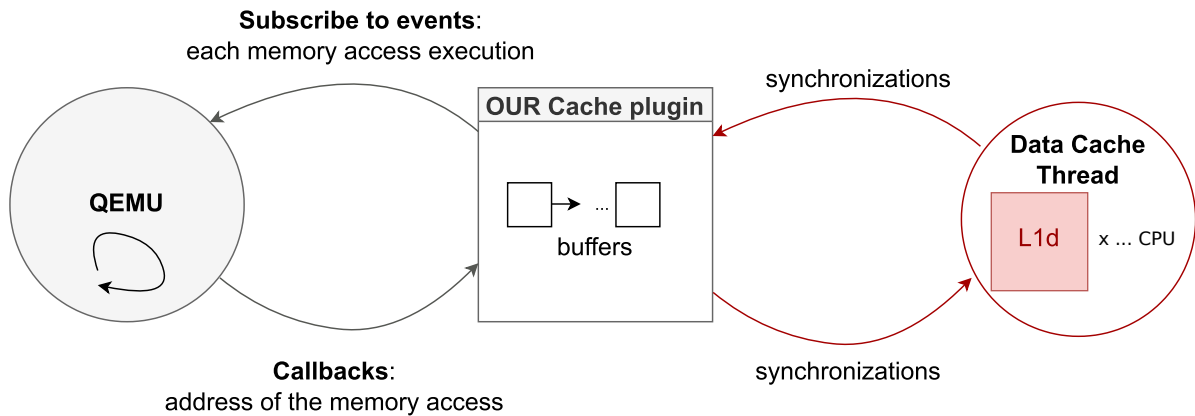 Subscribe to events:
each memory access execution
synchronizations
OUR Cache plugin
Data Cache
Thread
QEMU
...
L1d
x ... CPU
buffers
Callbacks:
address of the memory access
synchronizations